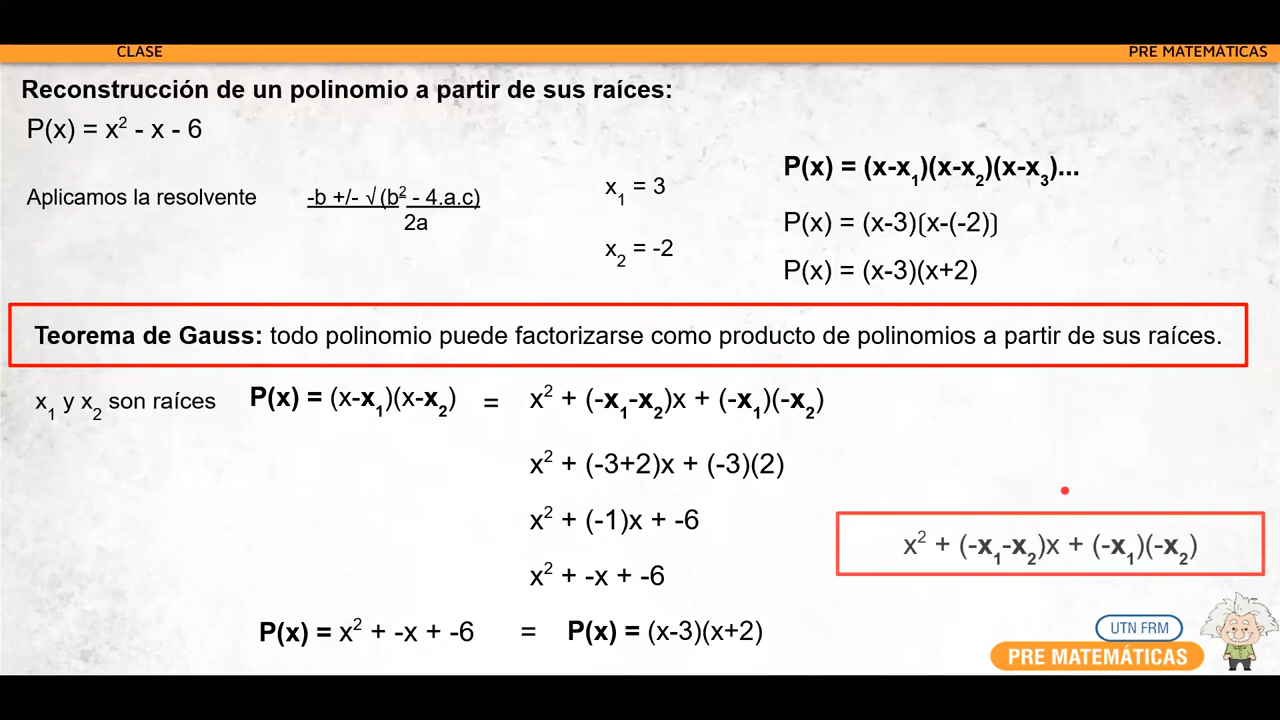 CLASE
PRE MATEMÁTICAS
Reconstrucción de un polinomio a partir de sus raíces:
P(x) = x² - x - 6
P(x) = (x-x₁)(x-x₂)(x-x₃)...
Aplicamos la resolvente
-b +/- √(b² - 4.a.c)
2a
x₁ = 3
x₂ = -2
P(x) = (x-3)(x-(-2))
P(x) = (x-3)(x+2)
Teorema de Gauss: todo polinomio puede factorizarse como producto de polinomios a partir de sus raíces.
x₁ y x₂ son raíces
P(x) = (x-x₁)(x-x₂) = x² + (-x₁-x₂)x + (-x₁)(-x₂)
x² + (-3+2)x + (-3)(2)
x² + (-1)x + -6
x² + (-x₁-x₂)x + (-x₁)(-x₂)
x² + -x + -6
P(x) = x² + -x + -6 = P(x) = (x-3)(x+2)
UTN FRM
PRE MATEMÁTICAS